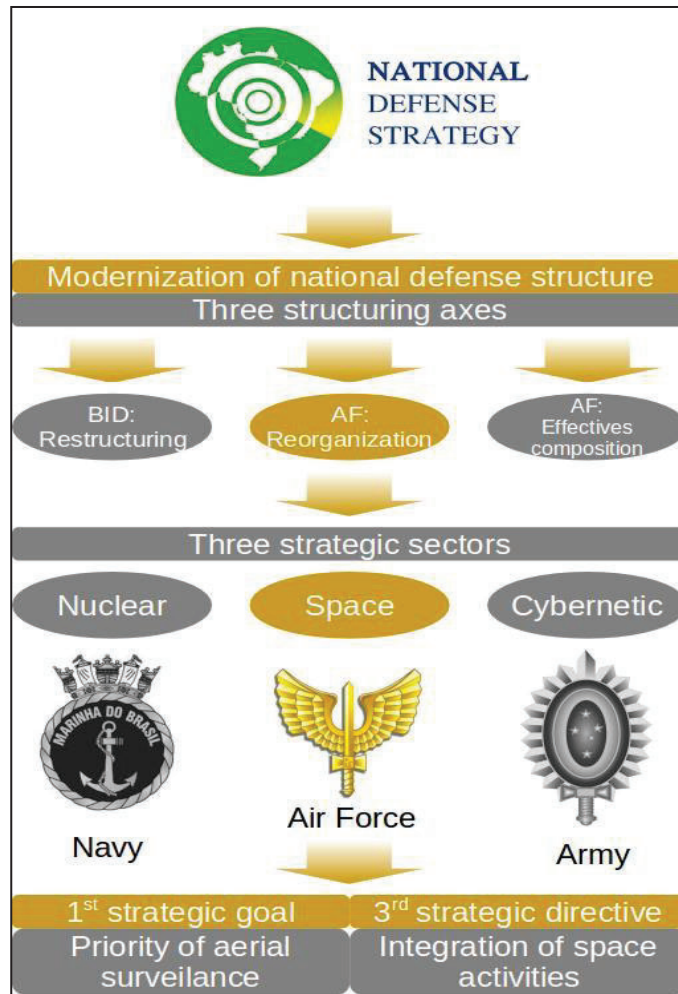 NATIONAL
DEFENSE
STRATEGY
Modernization of national defense structure
Three structuring axes
BID:
Restructuring
AF:
Reorganization
AF:
Effectives
composition
Three strategic sectors
Nuclear
Space
Cybernetic
MARINHA DO BRASIL
Navy
Air Force
Army
1st strategic goal
3rd strategic directive
Priority of aerial
surveilance
Integration of space
activities